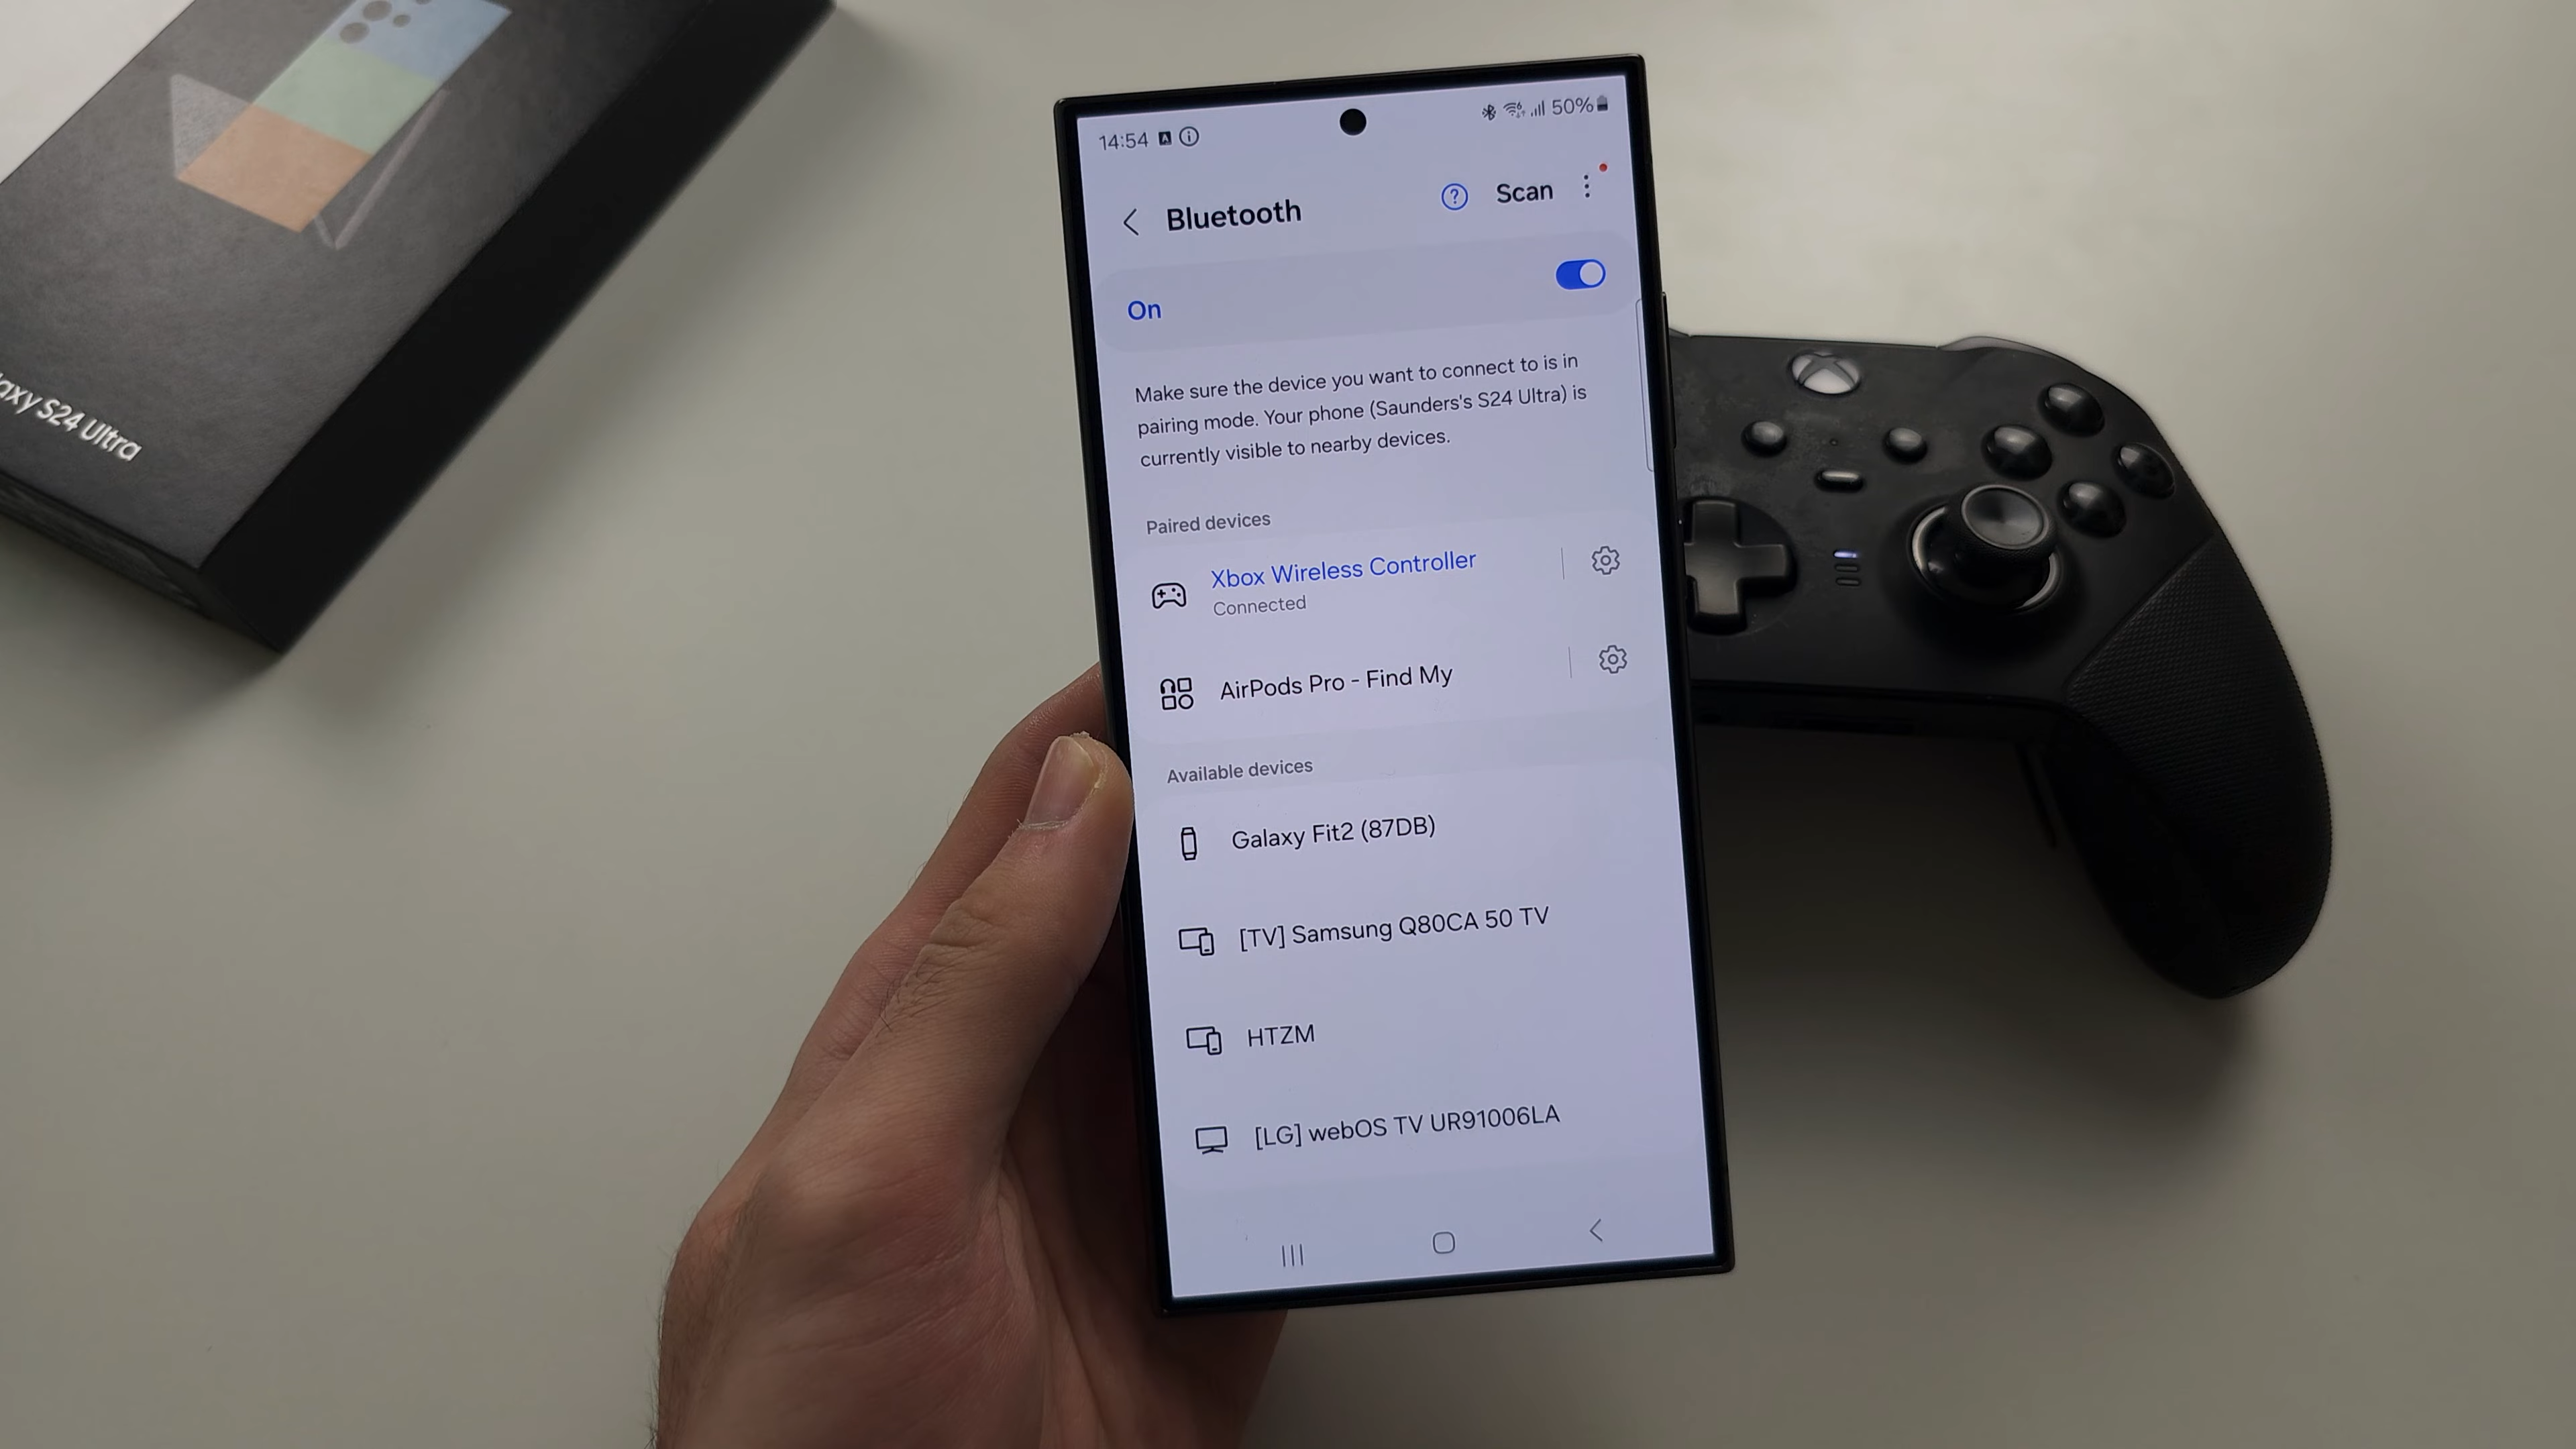 axy S24 Ultra
14:54
50%
Bluetooth
Scan
On
Make sure the device you want to connect to is in
pairing mode. Your phone (Saunders's S24 Ultra) is
currently visible to nearby devices.
Paired devices
Xbox Wireless Controller
Connected
AirPods Pro - Find My
Available devices
Galaxy Fit2 (87DB)
[TV] Samsung Q80CA 50 TV
HTZM
[LG] webOS TV UR91006LA